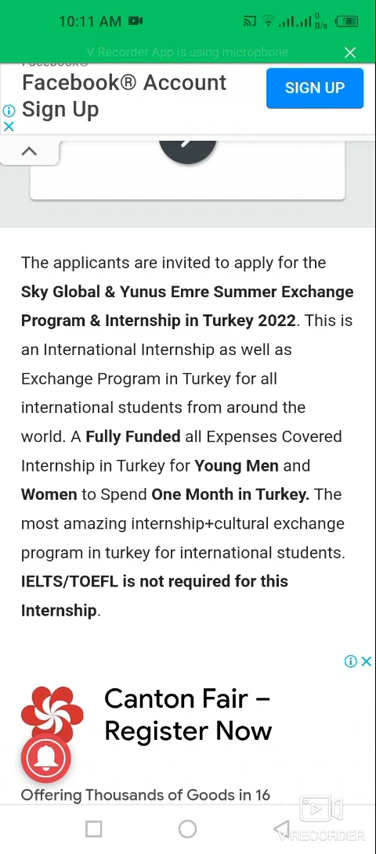 10:11 AM
0
B/s
V Recorder App is using microphone
Facebook®
Facebook® Account
Sign Up
SIGN UP
The applicants are invited to apply for the
Sky Global & Yunus Emre Summer Exchange
Program & Internship in Turkey 2022. This is
an International Internship as well as
Exchange Program in Turkey for all
international students from around the
world. A Fully Funded all Expenses Covered
Internship in Turkey for Young Men and
Women to Spend One Month in Turkey. The
most amazing internship+cultural exchange
program in turkey for international students.
IELTS/TOEFL is not required for this
Internship.
Canton Fair –
Register Now
Offering Thousands of Goods in 16
V RECORDER